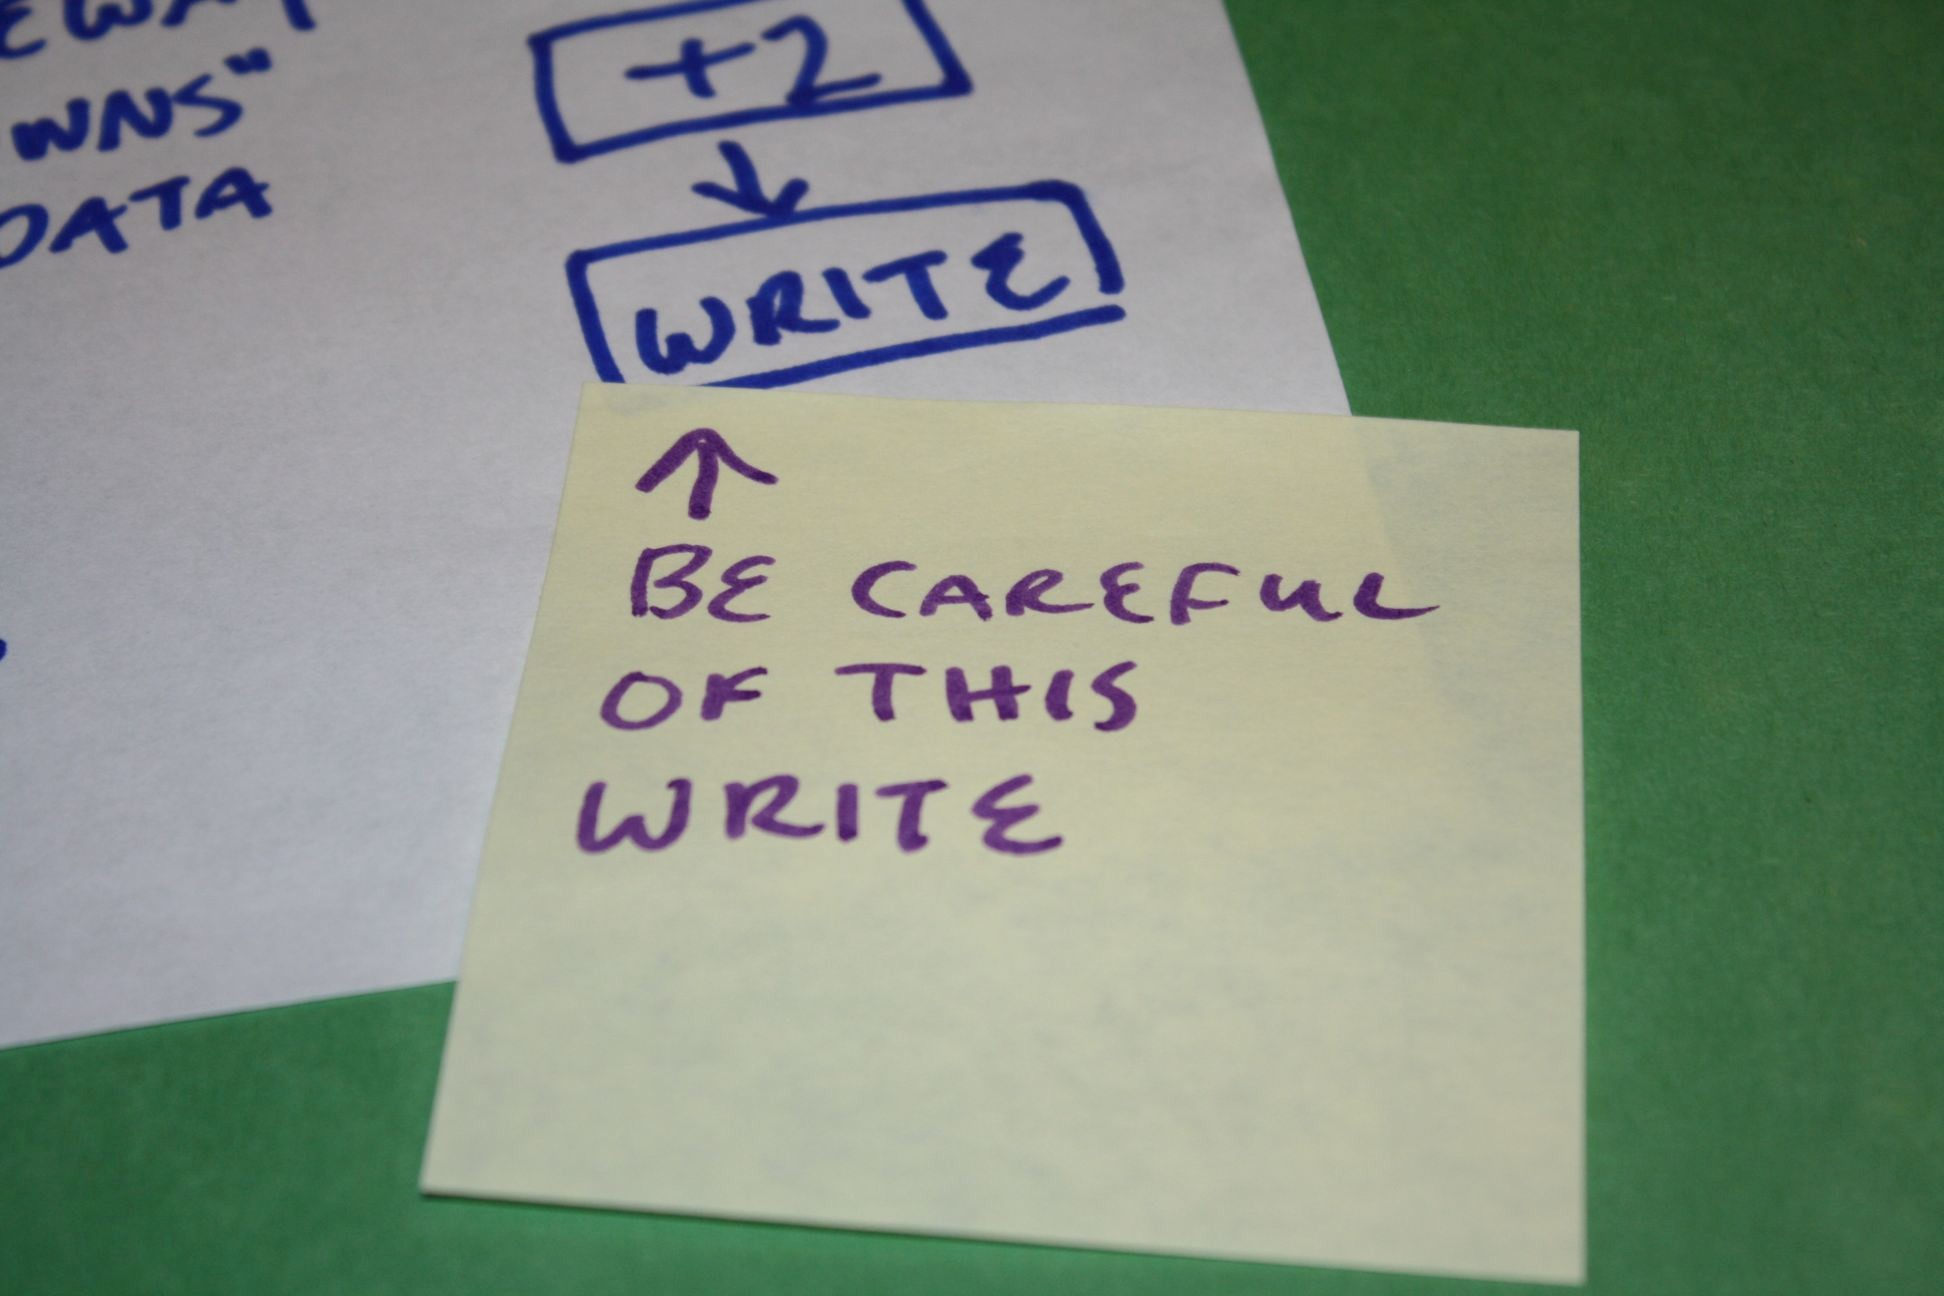 WNS"
DATA
+2
WRITE
BE CAREFUL
OF THIS
WRITE